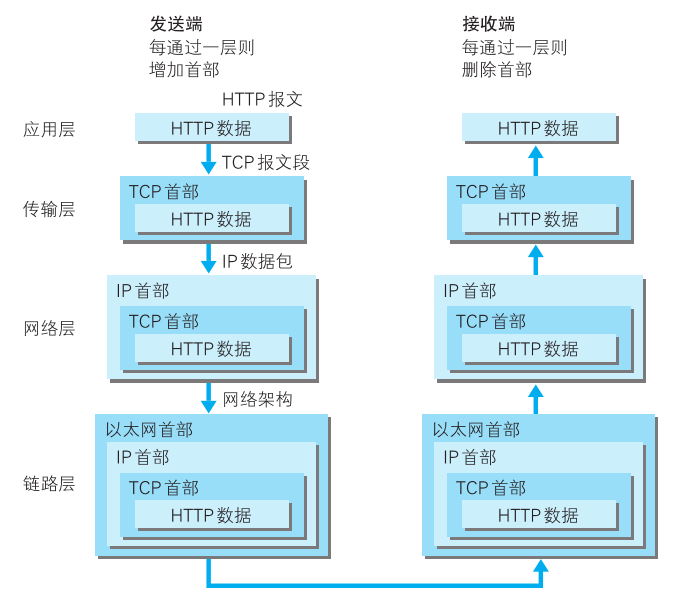 发送端
每通过一层则
增加首部
接收端
每通过一层则
删除首部
HTTP 报文
应用层
HTTP 数据
HTTP 数据
TCP 报文段
传输层
TCP 首部
HTTP 数据
TCP 首部
HTTP 数据
IP 数据包
网络层
IP 首部
TCP 首部
HTTP 数据
IP 首部
TCP 首部
HTTP 数据
网络架构
链路层
以太网首部
IP 首部
TCP 首部
HTTP 数据
以太网首部
IP 首部
TCP 首部
HTTP 数据